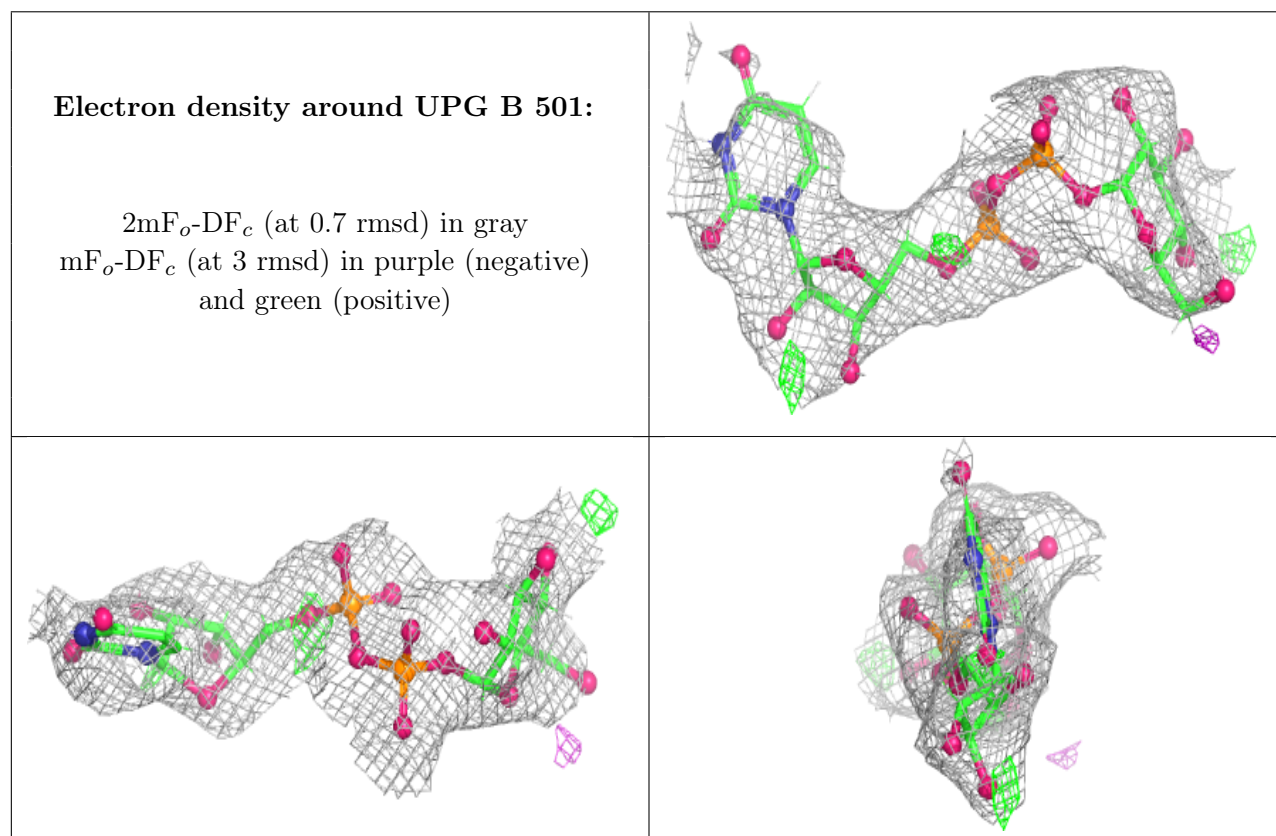 Electron density around UPG B 501:
2mFo-DFc (at 0.7 rmsd) in gray
mFo-DFc (at 3 rmsd) in purple (negative)
and green (positive)